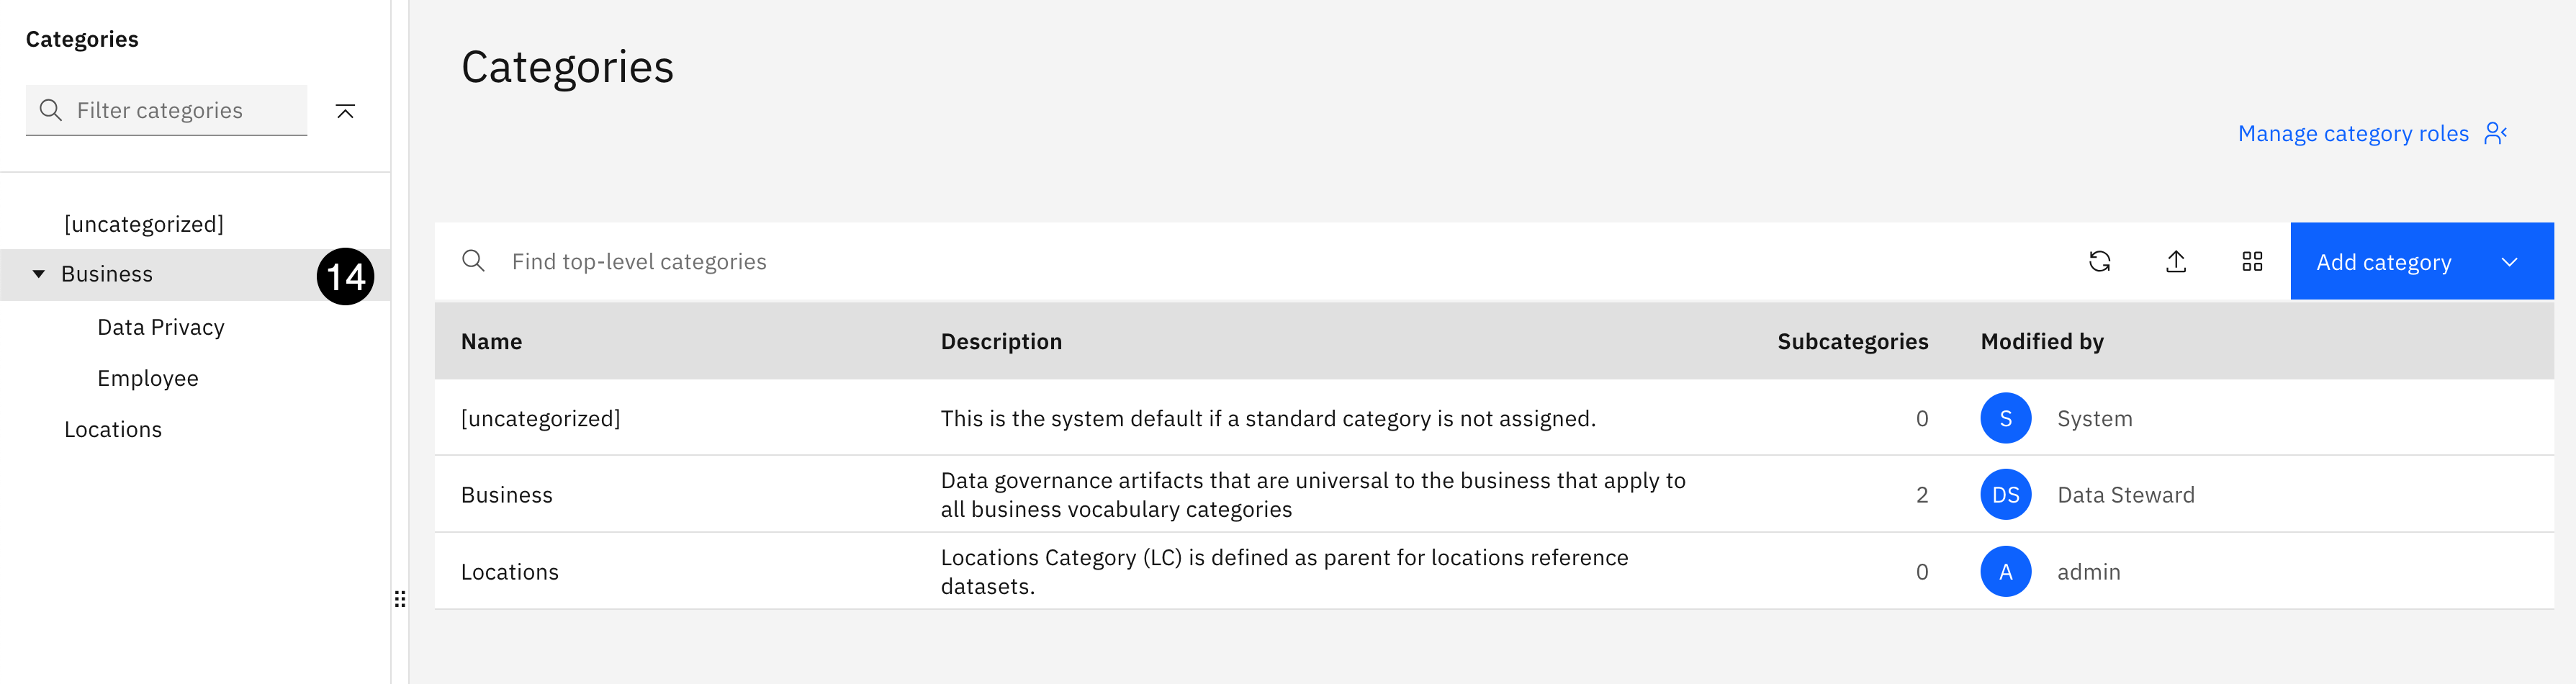 Categories
Filter categories
[uncategorized]
Business
14
Data Privacy
Employee
Locations
Categories
Manage category roles
Find top-level categories
Add category
Name Description Subcategories Modified by
[uncategorized] This is the system default if a standard category is not assigned. 0 S System
Business Data governance artifacts that are universal to the business that apply to
all business vocabulary categories 2 DS Data Steward
Locations Locations Category (LC) is defined as parent for locations reference
datasets. 0 A admin